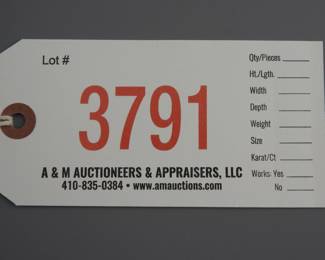 Lot #
3791
A & M AUCTIONEERS & APPRAISERS, LLC
410-835-0384 • www.amauctions.com
Qty/Pieces
Ht./Lgth.
Width
Depth
Weight
Size
Karat/Ct
Works: Yes
No